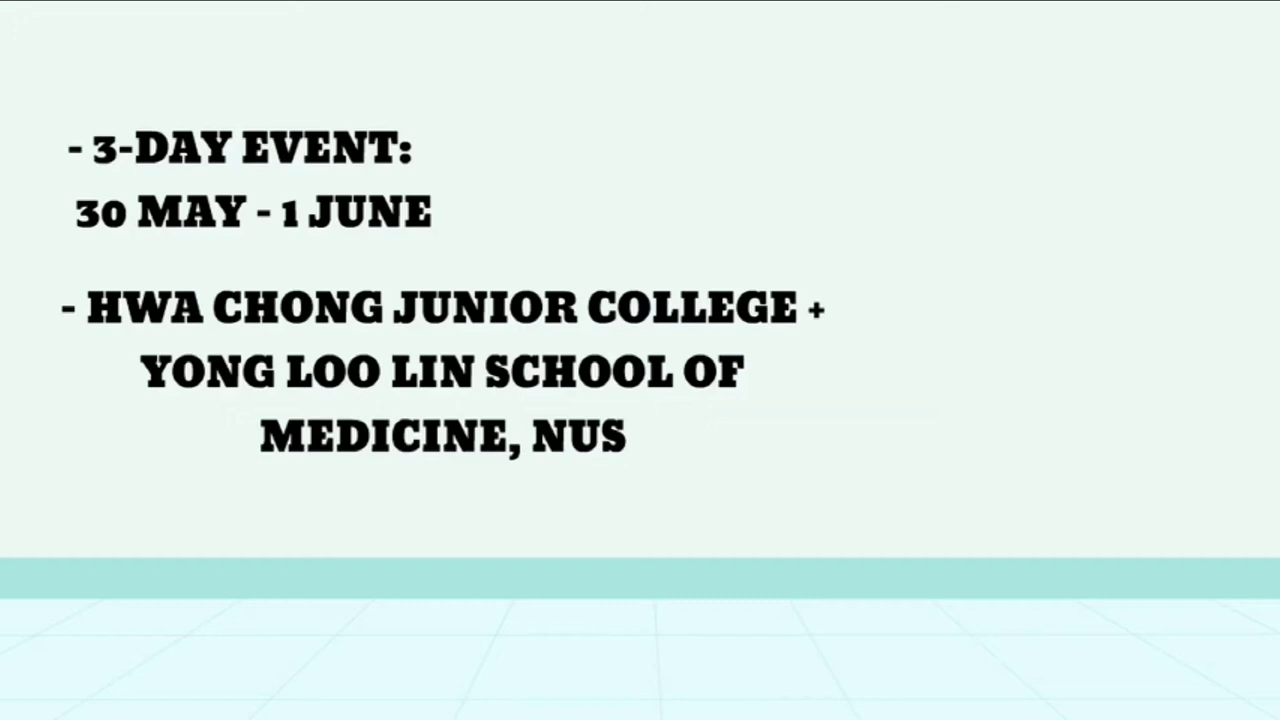 - 3-DAY EVENT:
30 MAY - 1 JUNE
- HWA CHONG JUNIOR COLLEGE +
YONG LOO LIN SCHOOL OF
MEDICINE, NUS